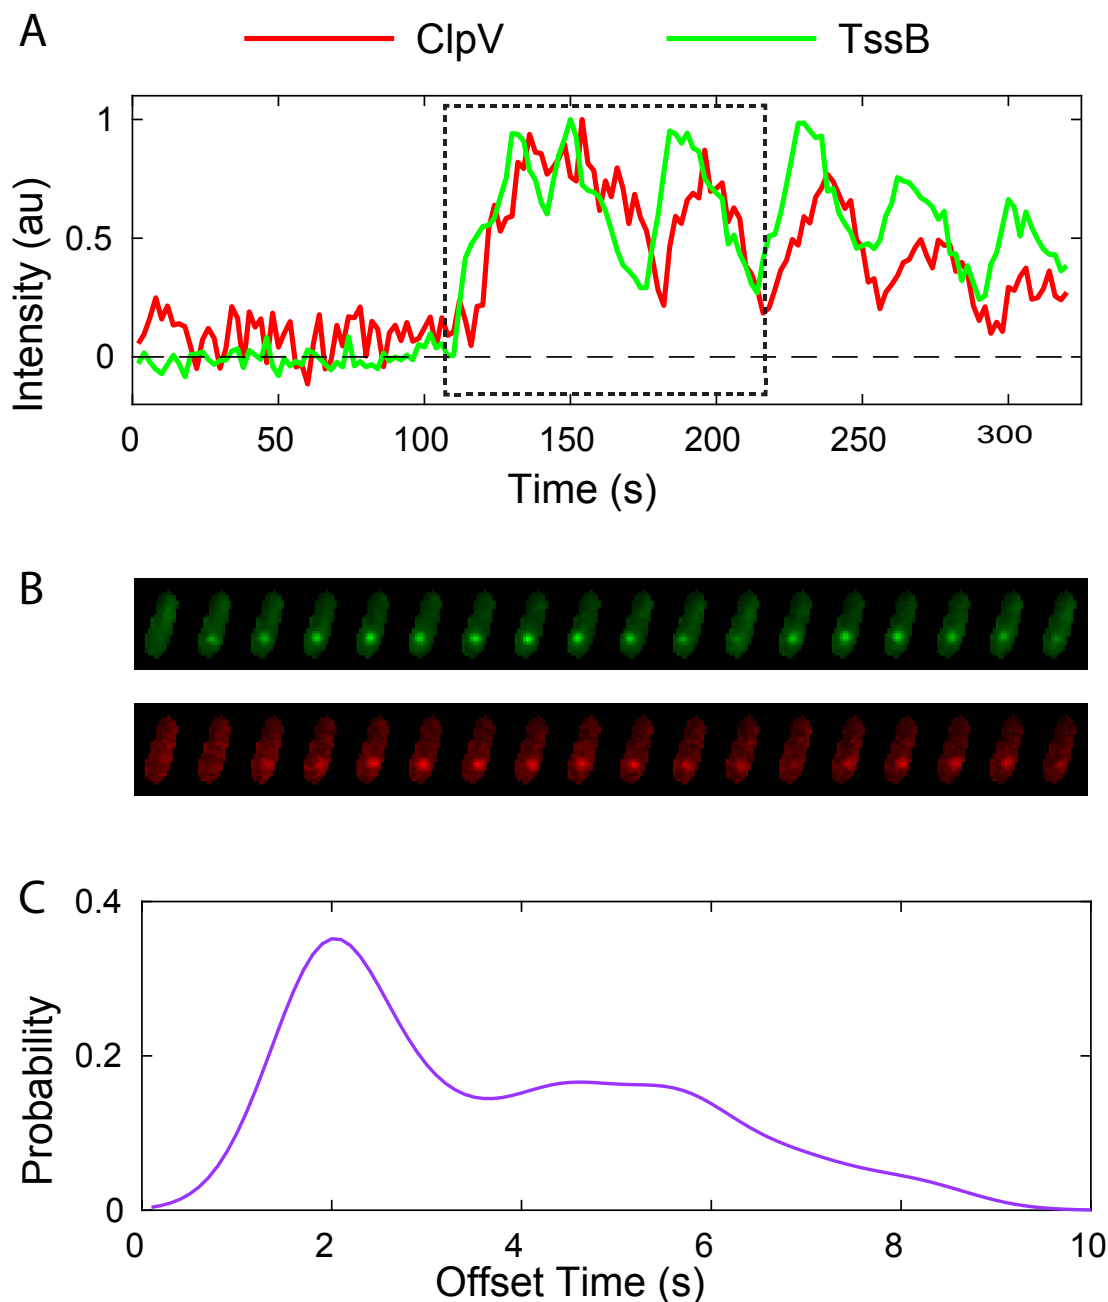 A
ClpV TssB
1
0.5
0
Intensity (au)
0 50 100 150 200 250 300
Time (s)
B
C
0.4
0.2
0
Probability
0 2 4 6 8 10
Offset Time (s)